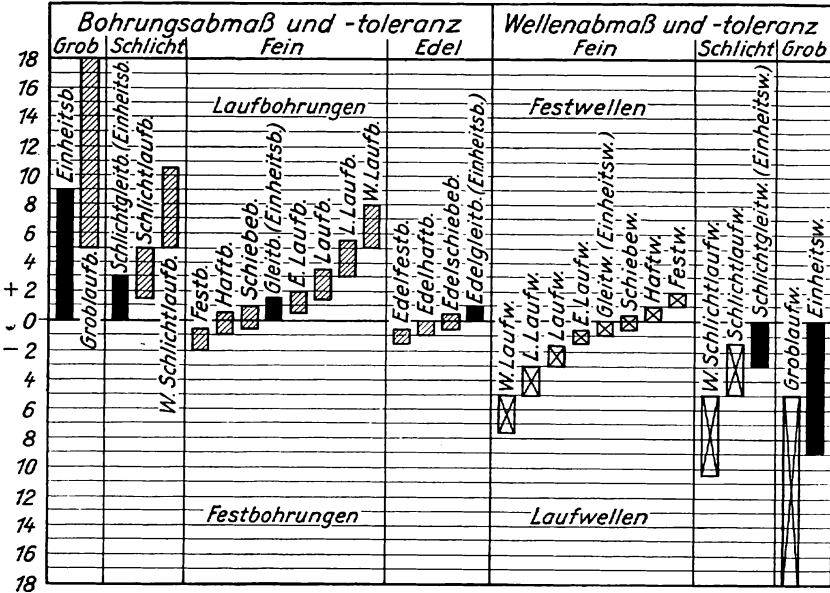 Bohrungsabmaß und -toleranz
Wellenabmaß und -toleranz
Grob
Schlicht
Fein
Edel
Fein
Schlicht
Grob
18
16
14
12
10
8
6
4
+
2
0
–
2
4
6
8
10
12
14
16
18
Einheitsb.
Groblaufb.
Schlichtgleitb. (Einheitsb.)
Schlichtlaufb.
W. Schlichtlaufb.
Laufbohrungen
Festb.
Haftb.
Schiebeb.
Gleitb. (Einheitsb.)
E. Laufb.
Laufb.
L. Laufb.
W. Laufb.
Festbohrungen
Edelfestb.
Edelhaftb.
Edelschiebeb.
Edelgleitb. (Einheitsb.)
Festwellen
W. Laufw.
L. Laufw.
Laufw.
E. Laufw.
Gleitw. (Einheitsw.)
Schiebew.
Haftw.
Festw.
Laufwellen
W. Schlichtlaufw.
Schlichtlaufw.
Schlichtgleitw. (Einheitsw.)
Groblaufw.
Einheitsw.